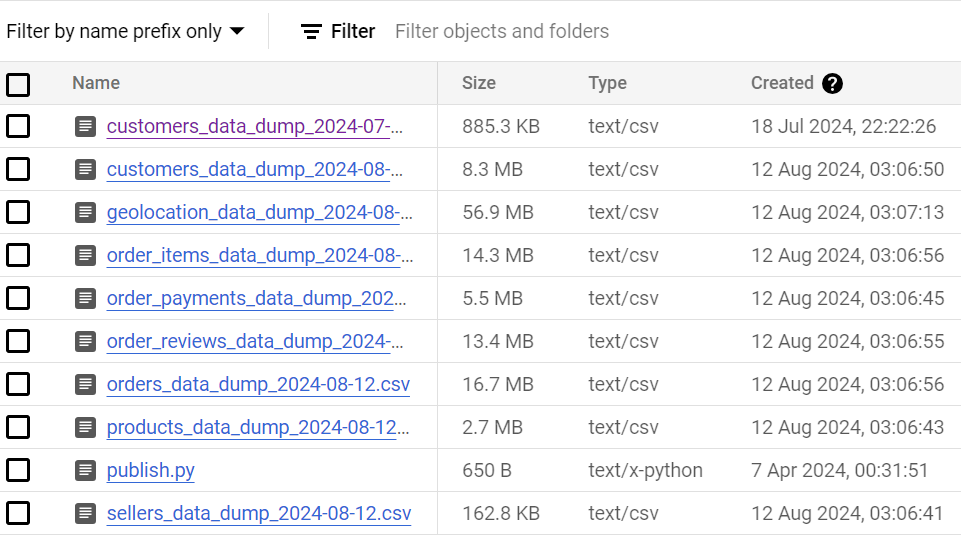 Filter by name prefix only Filter Filter objects and folders
Name Size Type Created ?
customers_data_dump_2024-07-... 885.3 KB text/csv 18 Jul 2024, 22:22:26
customers_data_dump_2024-08-... 8.3 MB text/csv 12 Aug 2024, 03:06:50
geolocation_data_dump_2024-08-... 56.9 MB text/csv 12 Aug 2024, 03:07:13
order_items_data_dump_2024-08-... 14.3 MB text/csv 12 Aug 2024, 03:06:56
order_payments_data_dump_202... 5.5 MB text/csv 12 Aug 2024, 03:06:45
order_reviews_data_dump_2024-... 13.4 MB text/csv 12 Aug 2024, 03:06:55
orders_data_dump_2024-08-12.csv 16.7 MB text/csv 12 Aug 2024, 03:06:56
products_data_dump_2024-08-12... 2.7 MB text/csv 12 Aug 2024, 03:06:43
publish.py 650 B text/x-python 7 Apr 2024, 00:31:51
sellers_data_dump_2024-08-12.csv 162.8 KB text/csv 12 Aug 2024, 03:06:41